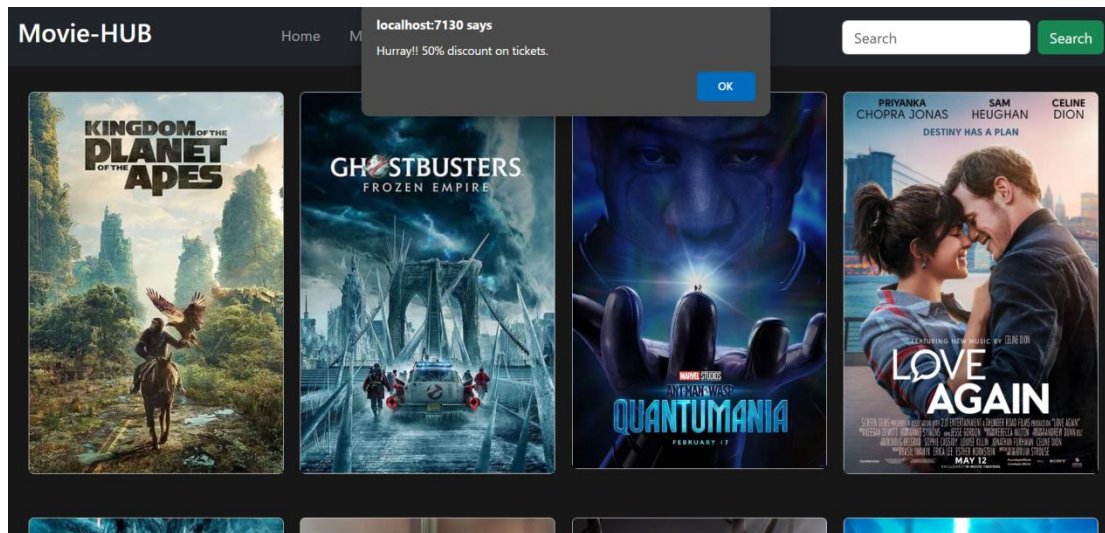 Movie-HUB
Home
M
localhost:7130 says
Hurray!! 50% discount on tickets.
OK
Search
Search
KINGDOM OF THE
PLANET
OF THE APES
GHOSTBUSTERS
FROZEN EMPIRE
MARVEL STUDIOS
ANT-MAN AND THE WASP
QUANTUMANIA
FEBRUARY 17
PRIYANKA SAM CELINE
CHOPRA JONAS HEUGHAN DION
DESTINY HAS A PLAN
FEATURING NEW MUSIC BY CELINE DION
LOVE
AGAIN
MAY 12